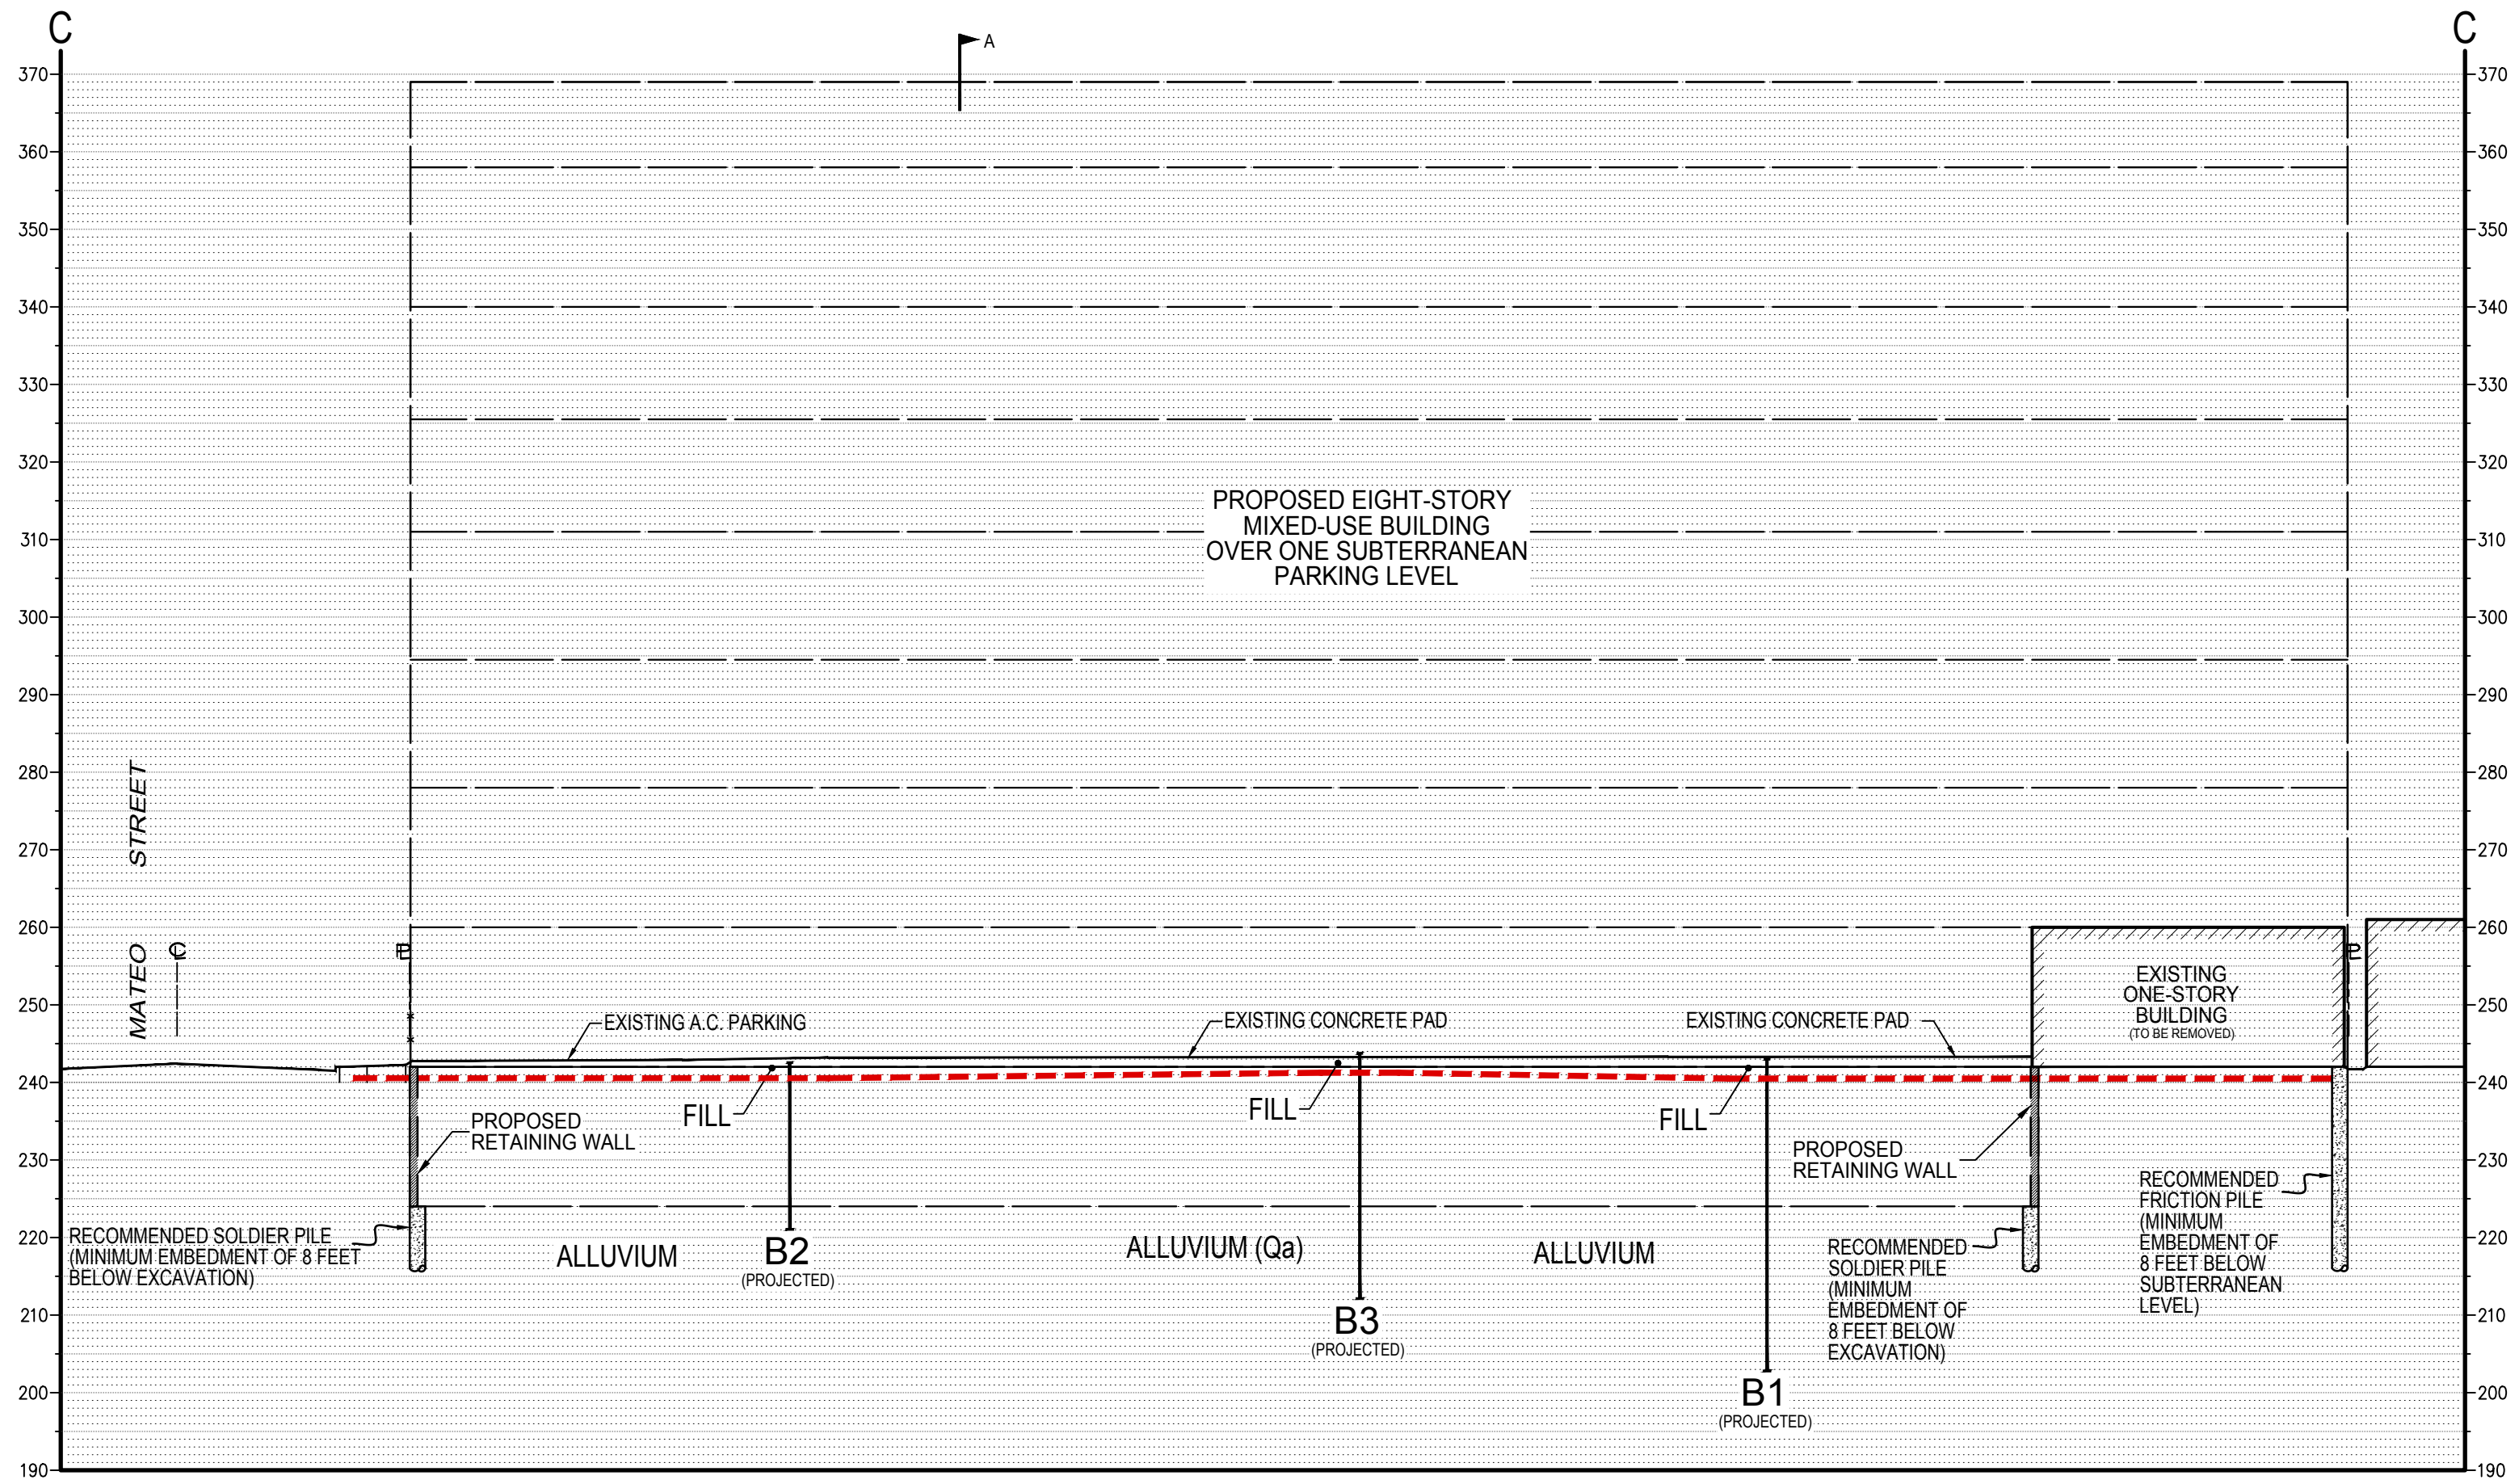 C
C
A
370
370
360
360
350
350
340
340
330
330
320
320
PROPOSED EIGHT-STORY
MIXED-USE BUILDING
OVER ONE SUBTERRANEAN
PARKING LEVEL
310
310
300
300
290
290
280
280
270
270
260
260
MATEO STREET
℄
PL
PL
EXISTING
ONE-STORY
BUILDING
(TO BE REMOVED)
250
250
EXISTING A.C. PARKING
EXISTING CONCRETE PAD
EXISTING CONCRETE PAD
240
240
FILL
FILL
FILL
PROPOSED
RETAINING WALL
PROPOSED
RETAINING WALL
230
230
RECOMMENDED
FRICTION PILE
(MINIMUM
EMBEDMENT OF
8 FEET BELOW
SUBTERRANEAN
LEVEL)
220
220
RECOMMENDED SOLDIER PILE
(MINIMUM EMBEDMENT OF 8 FEET
BELOW EXCAVATION)
ALLUVIUM
B2
(PROJECTED)
ALLUVIUM (Qa)
ALLUVIUM
RECOMMENDED
SOLDIER PILE
(MINIMUM
EMBEDMENT OF
8 FEET BELOW
EXCAVATION)
210
210
B3
(PROJECTED)
200
200
B1
(PROJECTED)
190
190